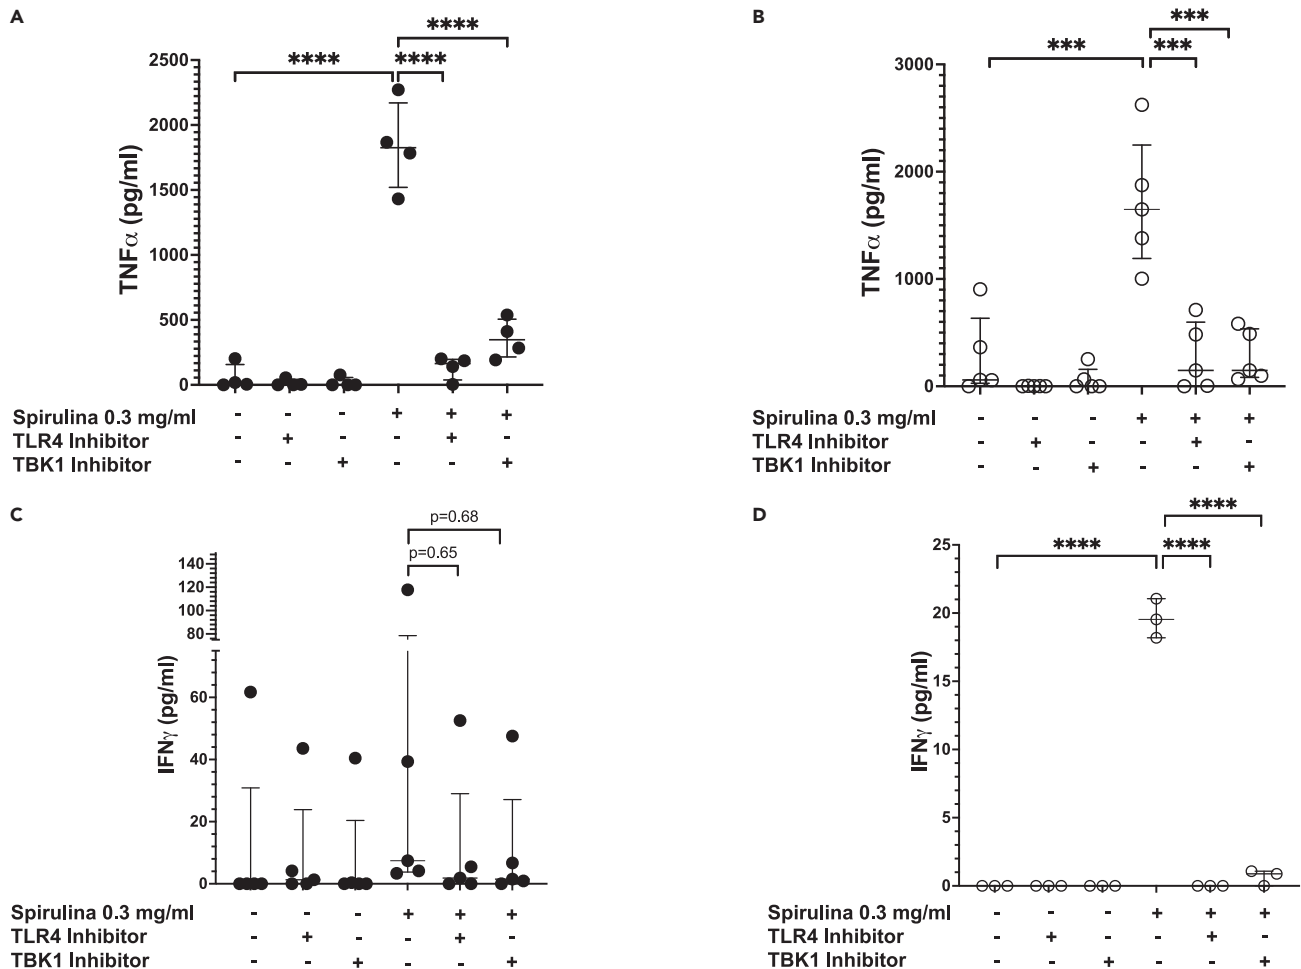 A
****
****
****
2500
2000
1500
1000
500
0
TNFα (pg/ml)
Spirulina 0.3 mg/ml - - - + + +
TLR4 Inhibitor - + - - + -
TBK1 Inhibitor - - + - - +
B
***
***
***
3000
2000
1000
0
TNFα (pg/ml)
Spirulina 0.3 mg/ml - - - + + +
TLR4 Inhibitor - + - - + -
TBK1 Inhibitor - - + - - +
C
p=0.68
p=0.65
140
120
100
80
60
40
20
0
IFNγ (pg/ml)
Spirulina 0.3 mg/ml - - - + + +
TLR4 Inhibitor - + - - + -
TBK1 Inhibitor - - + - - +
D
****
****
****
25
20
15
10
5
0
IFNγ (pg/ml)
Spirulina 0.3 mg/ml - - - + + +
TLR4 Inhibitor - + - - + -
TBK1 Inhibitor - - + - - +